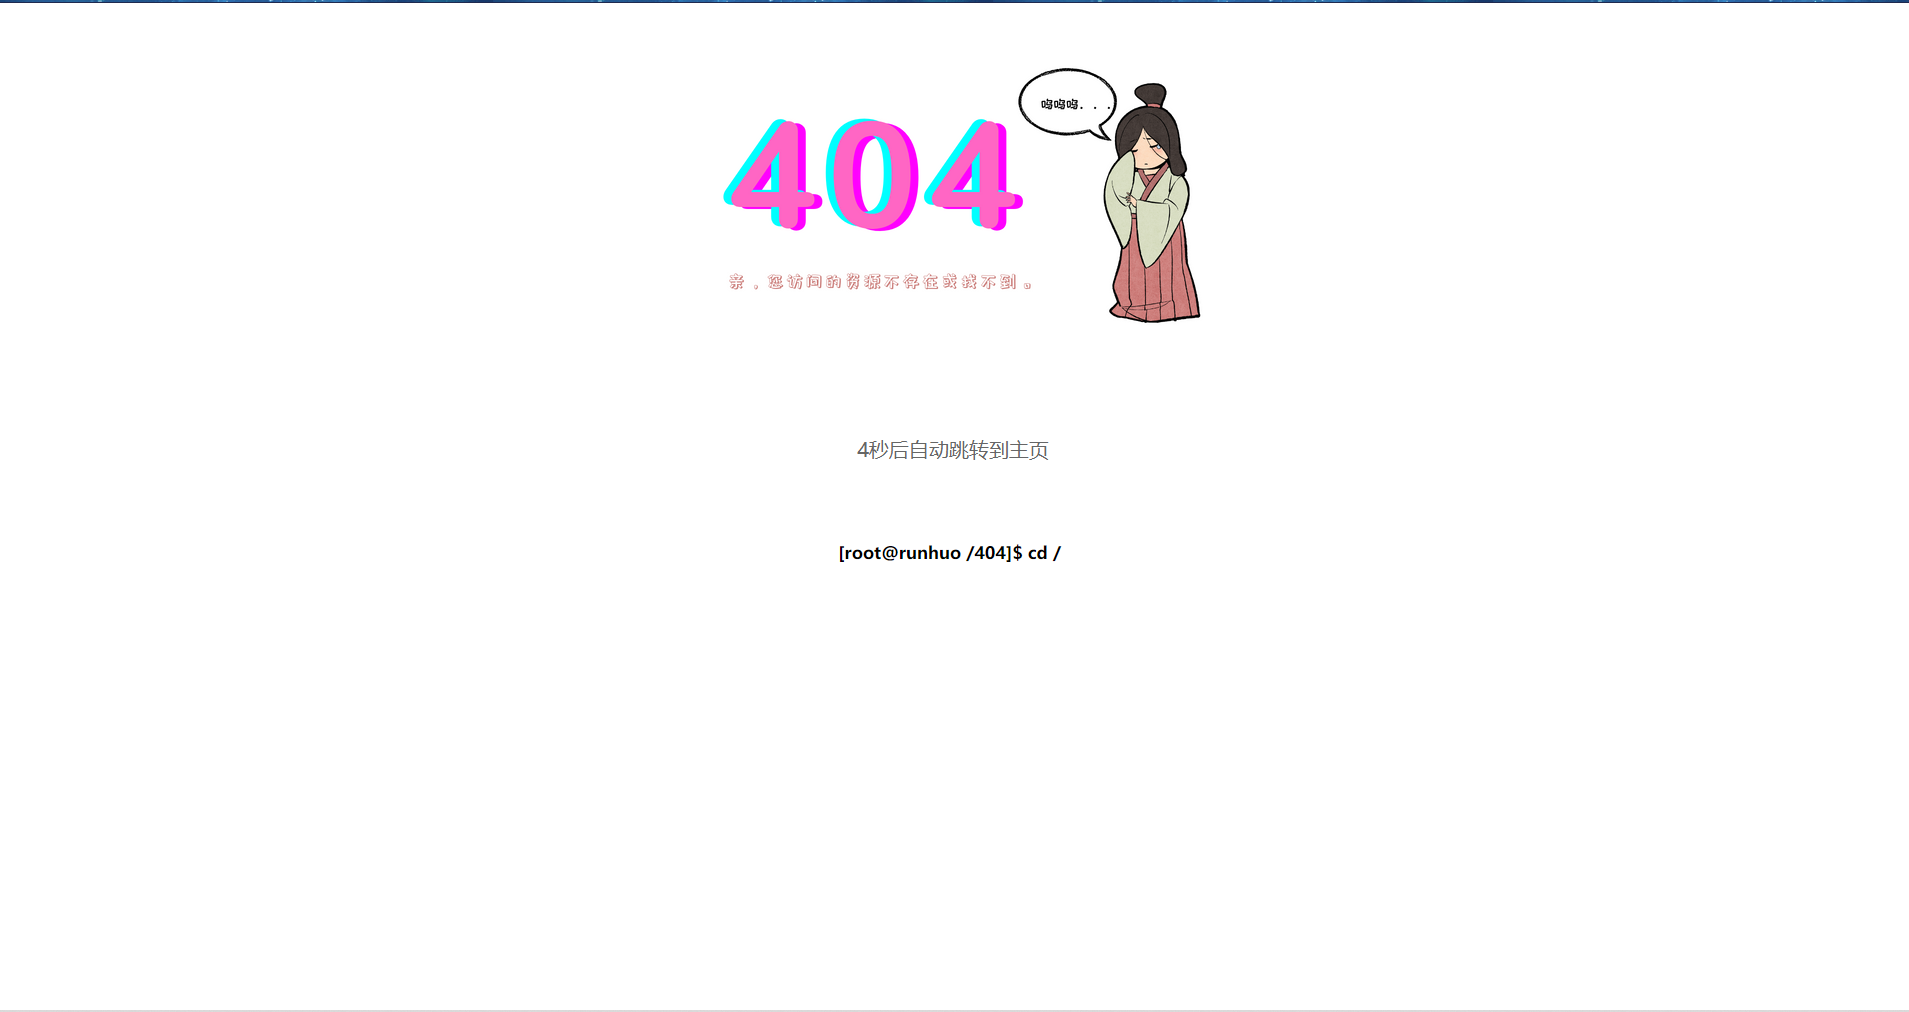 呜呜呜. . .
404
亲，您访问的资源不存在或找不到。
4秒后自动跳转到主页
[root@runhuo /404]$ cd /